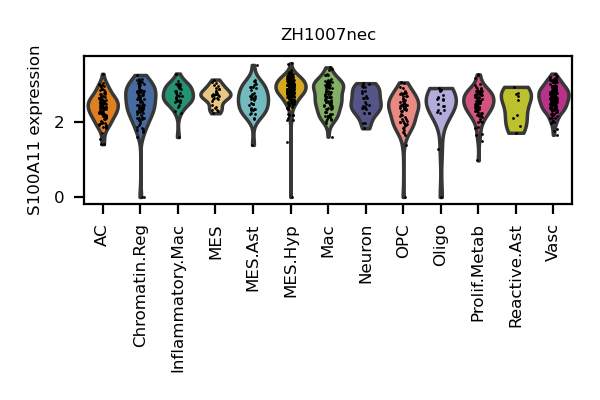 ZH1007nec
S100A11 expression
2
0
AC
Chromatin.Reg
Inflammatory.Mac
MES
MES.Ast
MES.Hyp
Mac
Neuron
OPC
Oligo
Prolif.Metab
Reactive.Ast
Vasc